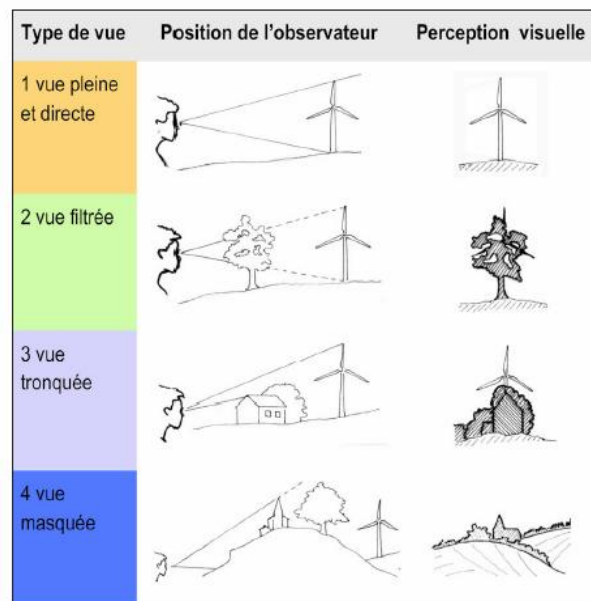 Type de vue
Position de l'observateur
Perception visuelle
1 vue pleine
et directe
2 vue filtrée
3 vue
tronquée
4 vue
masquée